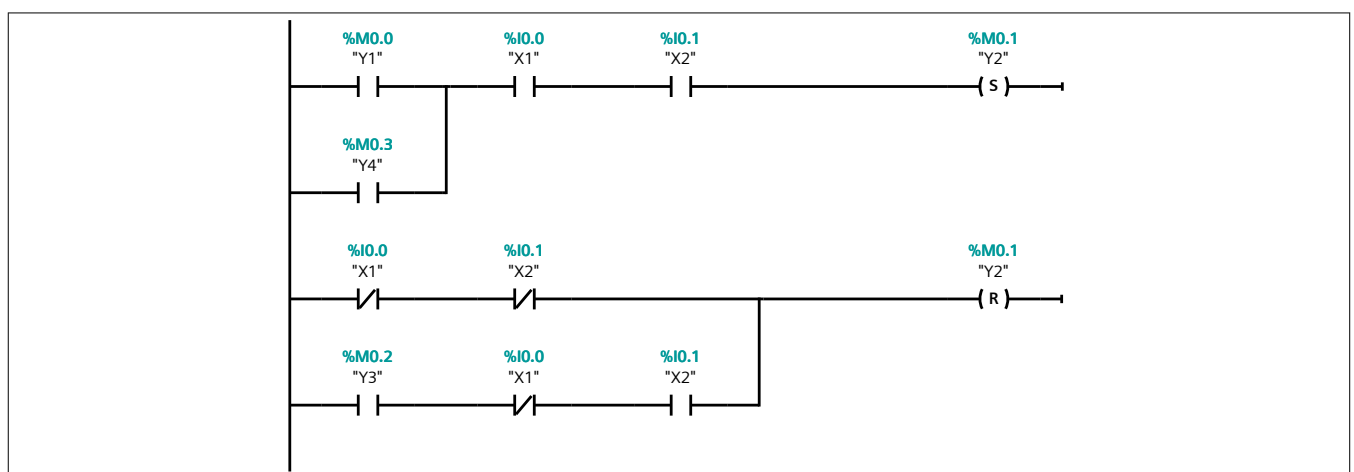 %M0.0 %I0.0 %I0.1 %M0.1
"Y1" "X1" "X2" "Y2"
S
%M0.3
"Y4"
%I0.0 %I0.1 %M0.1
"X1" "X2" "Y2"
R
%M0.2 %I0.0 %I0.1
"Y3" "X1" "X2"